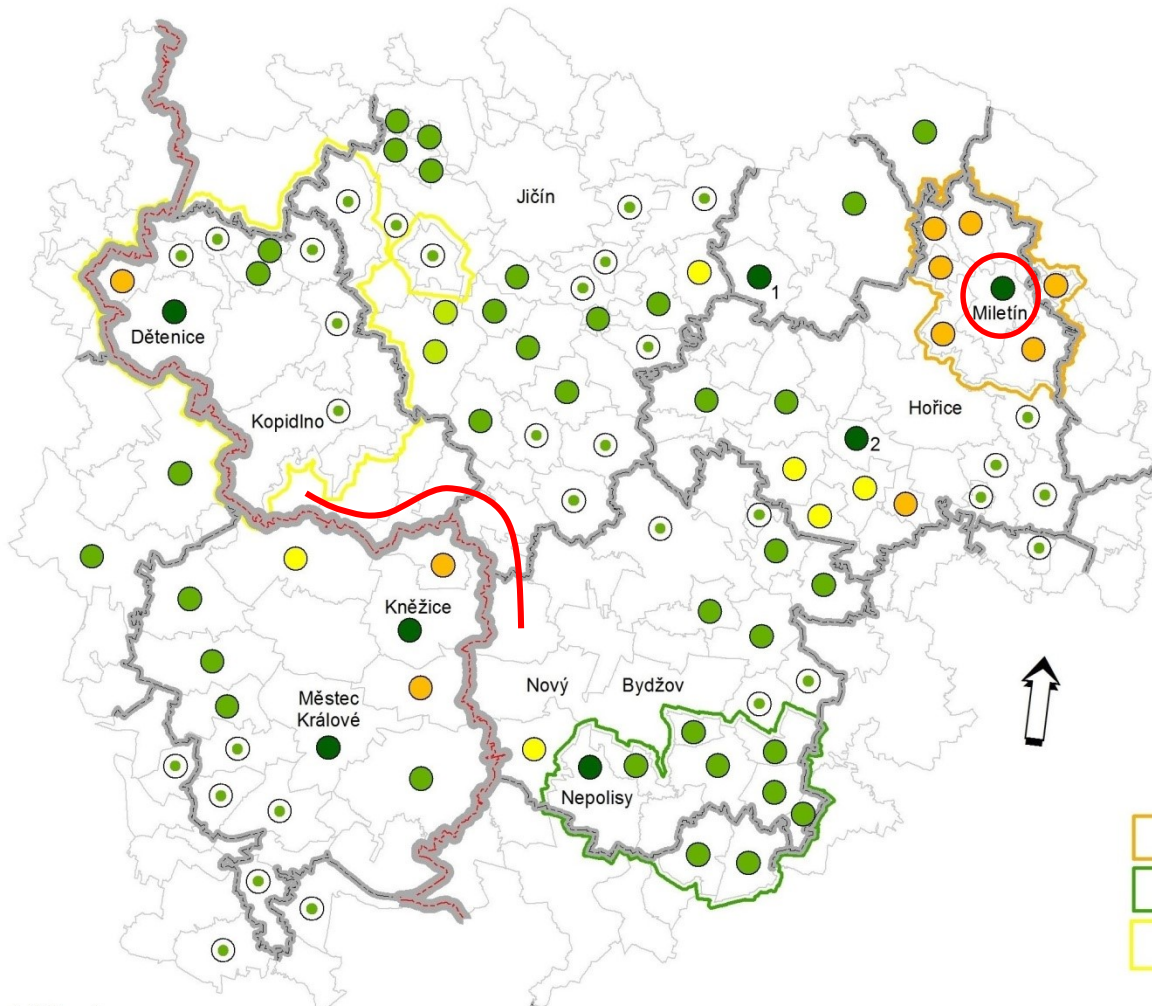 Jičín
1
Miletín
Dětenice
Hořice
Kopidlno
2
Kněžice
Nový Bydžov
Městec
Králové
Nepolisy